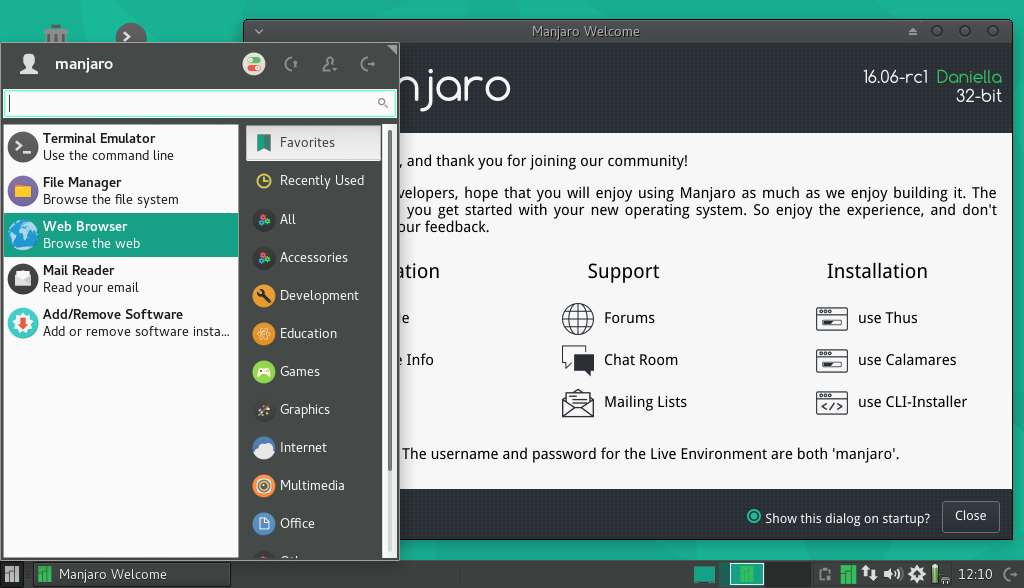 Manjaro Welcome
manjaro
njaro
16.06-rc1 Daniella
32-bit
Terminal Emulator
Use the command line
File Manager
Browse the file system
Web Browser
Browse the web
Mail Reader
Read your email
Add/Remove Software
Add or remove software insta...
Favorites
Recently Used
All
Accessories
Development
Education
Games
Graphics
Internet
Multimedia
Office
, and thank you for joining our community!
velopers, hope that you will enjoy using Manjaro as much as we enjoy building it. The
you get started with your new operating system. So enjoy the experience, and don't
our feedback.
ation
Support
Installation
e
Forums
use Thus
e Info
Chat Room
use Calamares
Mailing Lists
use CLI-Installer
The username and password for the Live Environment are both 'manjaro'.
Show this dialog on startup?
Close
Manjaro Welcome
12:10